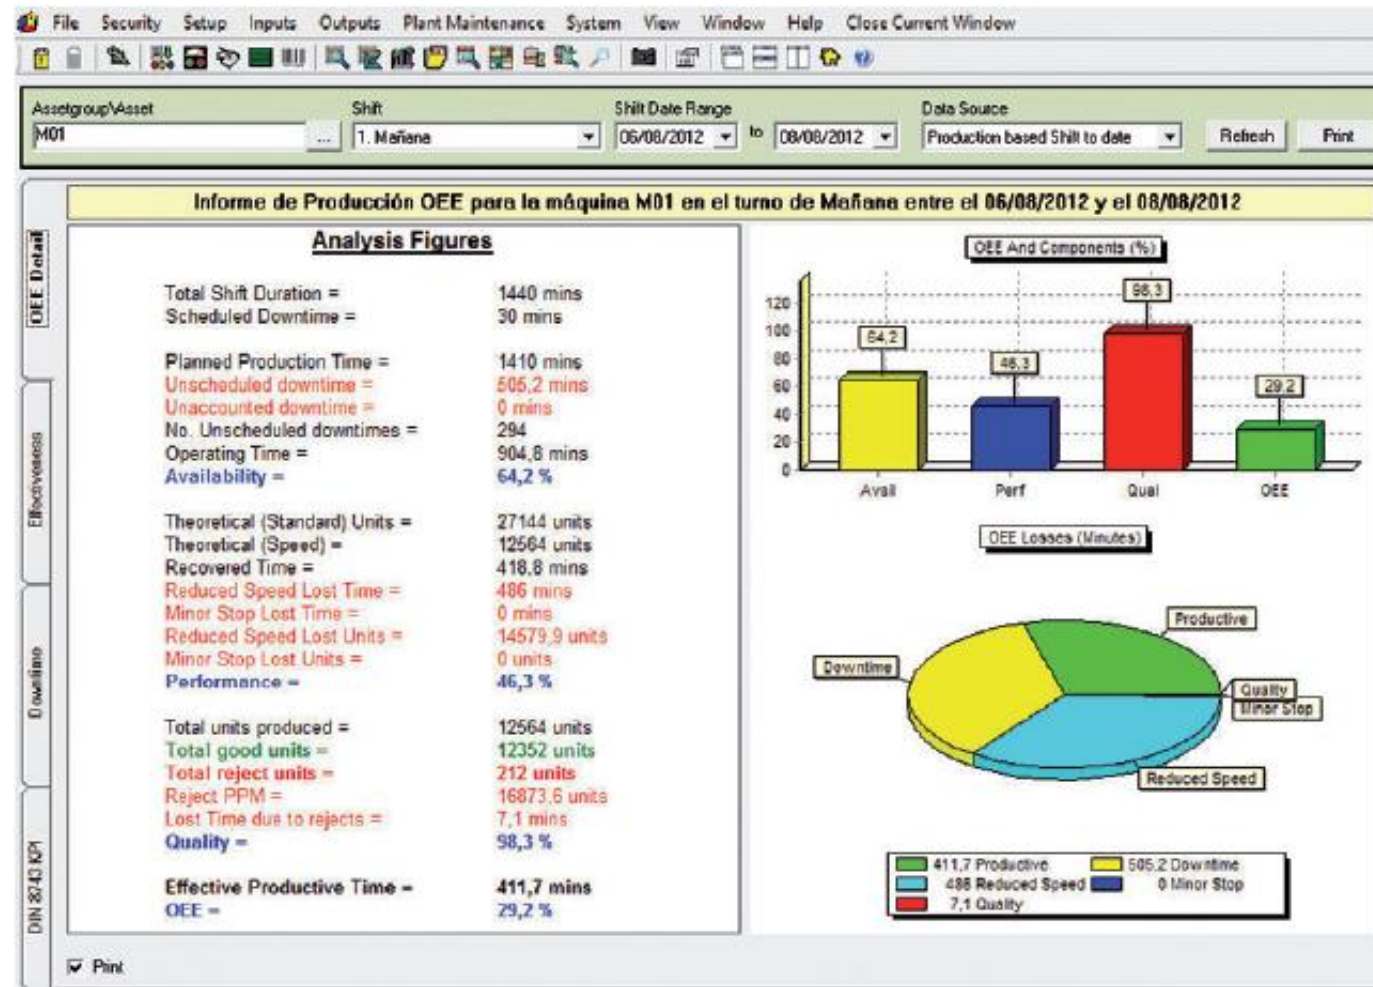 File Security Setup Inputs Outputs Plant Maintenance System View Window Help Close Current Window
Assetgroup\Asset Shift Shift Date Range Data Source
M01 ... 1. Mañana 06/08/2012 to 08/08/2012 Production based Shift to date Refresh Print
Informe de Producción OEE para la máquina M01 en el turno de Mañana entre el 06/08/2012 y el 08/08/2012
OEE Detail
Effectiveness
Downtime
DIN 8743 KPI
Analysis Figures
Total Shift Duration = 1440 mins
Scheduled Downtime = 30 mins
Planned Production Time = 1410 mins
Unscheduled downtime = 505,2 mins
Unaccounted downtime = 0 mins
No. Unscheduled downtimes = 294
Operating Time = 904,8 mins
Availability = 64,2 %
Theoretical (Standard) Units = 27144 units
Theoretical (Speed) = 12564 units
Recovered Time = 418,8 mins
Reduced Speed Lost Time = 486 mins
Minor Stop Lost Time = 0 mins
Reduced Speed Lost Units = 14579,9 units
Minor Stop Lost Units = 0 units
Performance = 46,3 %
Total units produced = 12564 units
Total good units = 12352 units
Total reject units = 212 units
Reject PPM = 16873,6 units
Lost Time due to rejects = 7,1 mins
Quality = 98,3 %
Effective Productive Time = 411,7 mins
OEE = 29,2 %
OEE And Components (%)
120
100
80
60
40
20
0
64,2
46,3
98,3
29,2
Avail Perf Qual OEE
OEE Losses (Minutes)
Productive
Downtime
Quality
Minor Stop
Reduced Speed
411,7 Productive 505,2 Downtime
486 Reduced Speed 0 Minor Stop
7,1 Quality
Print